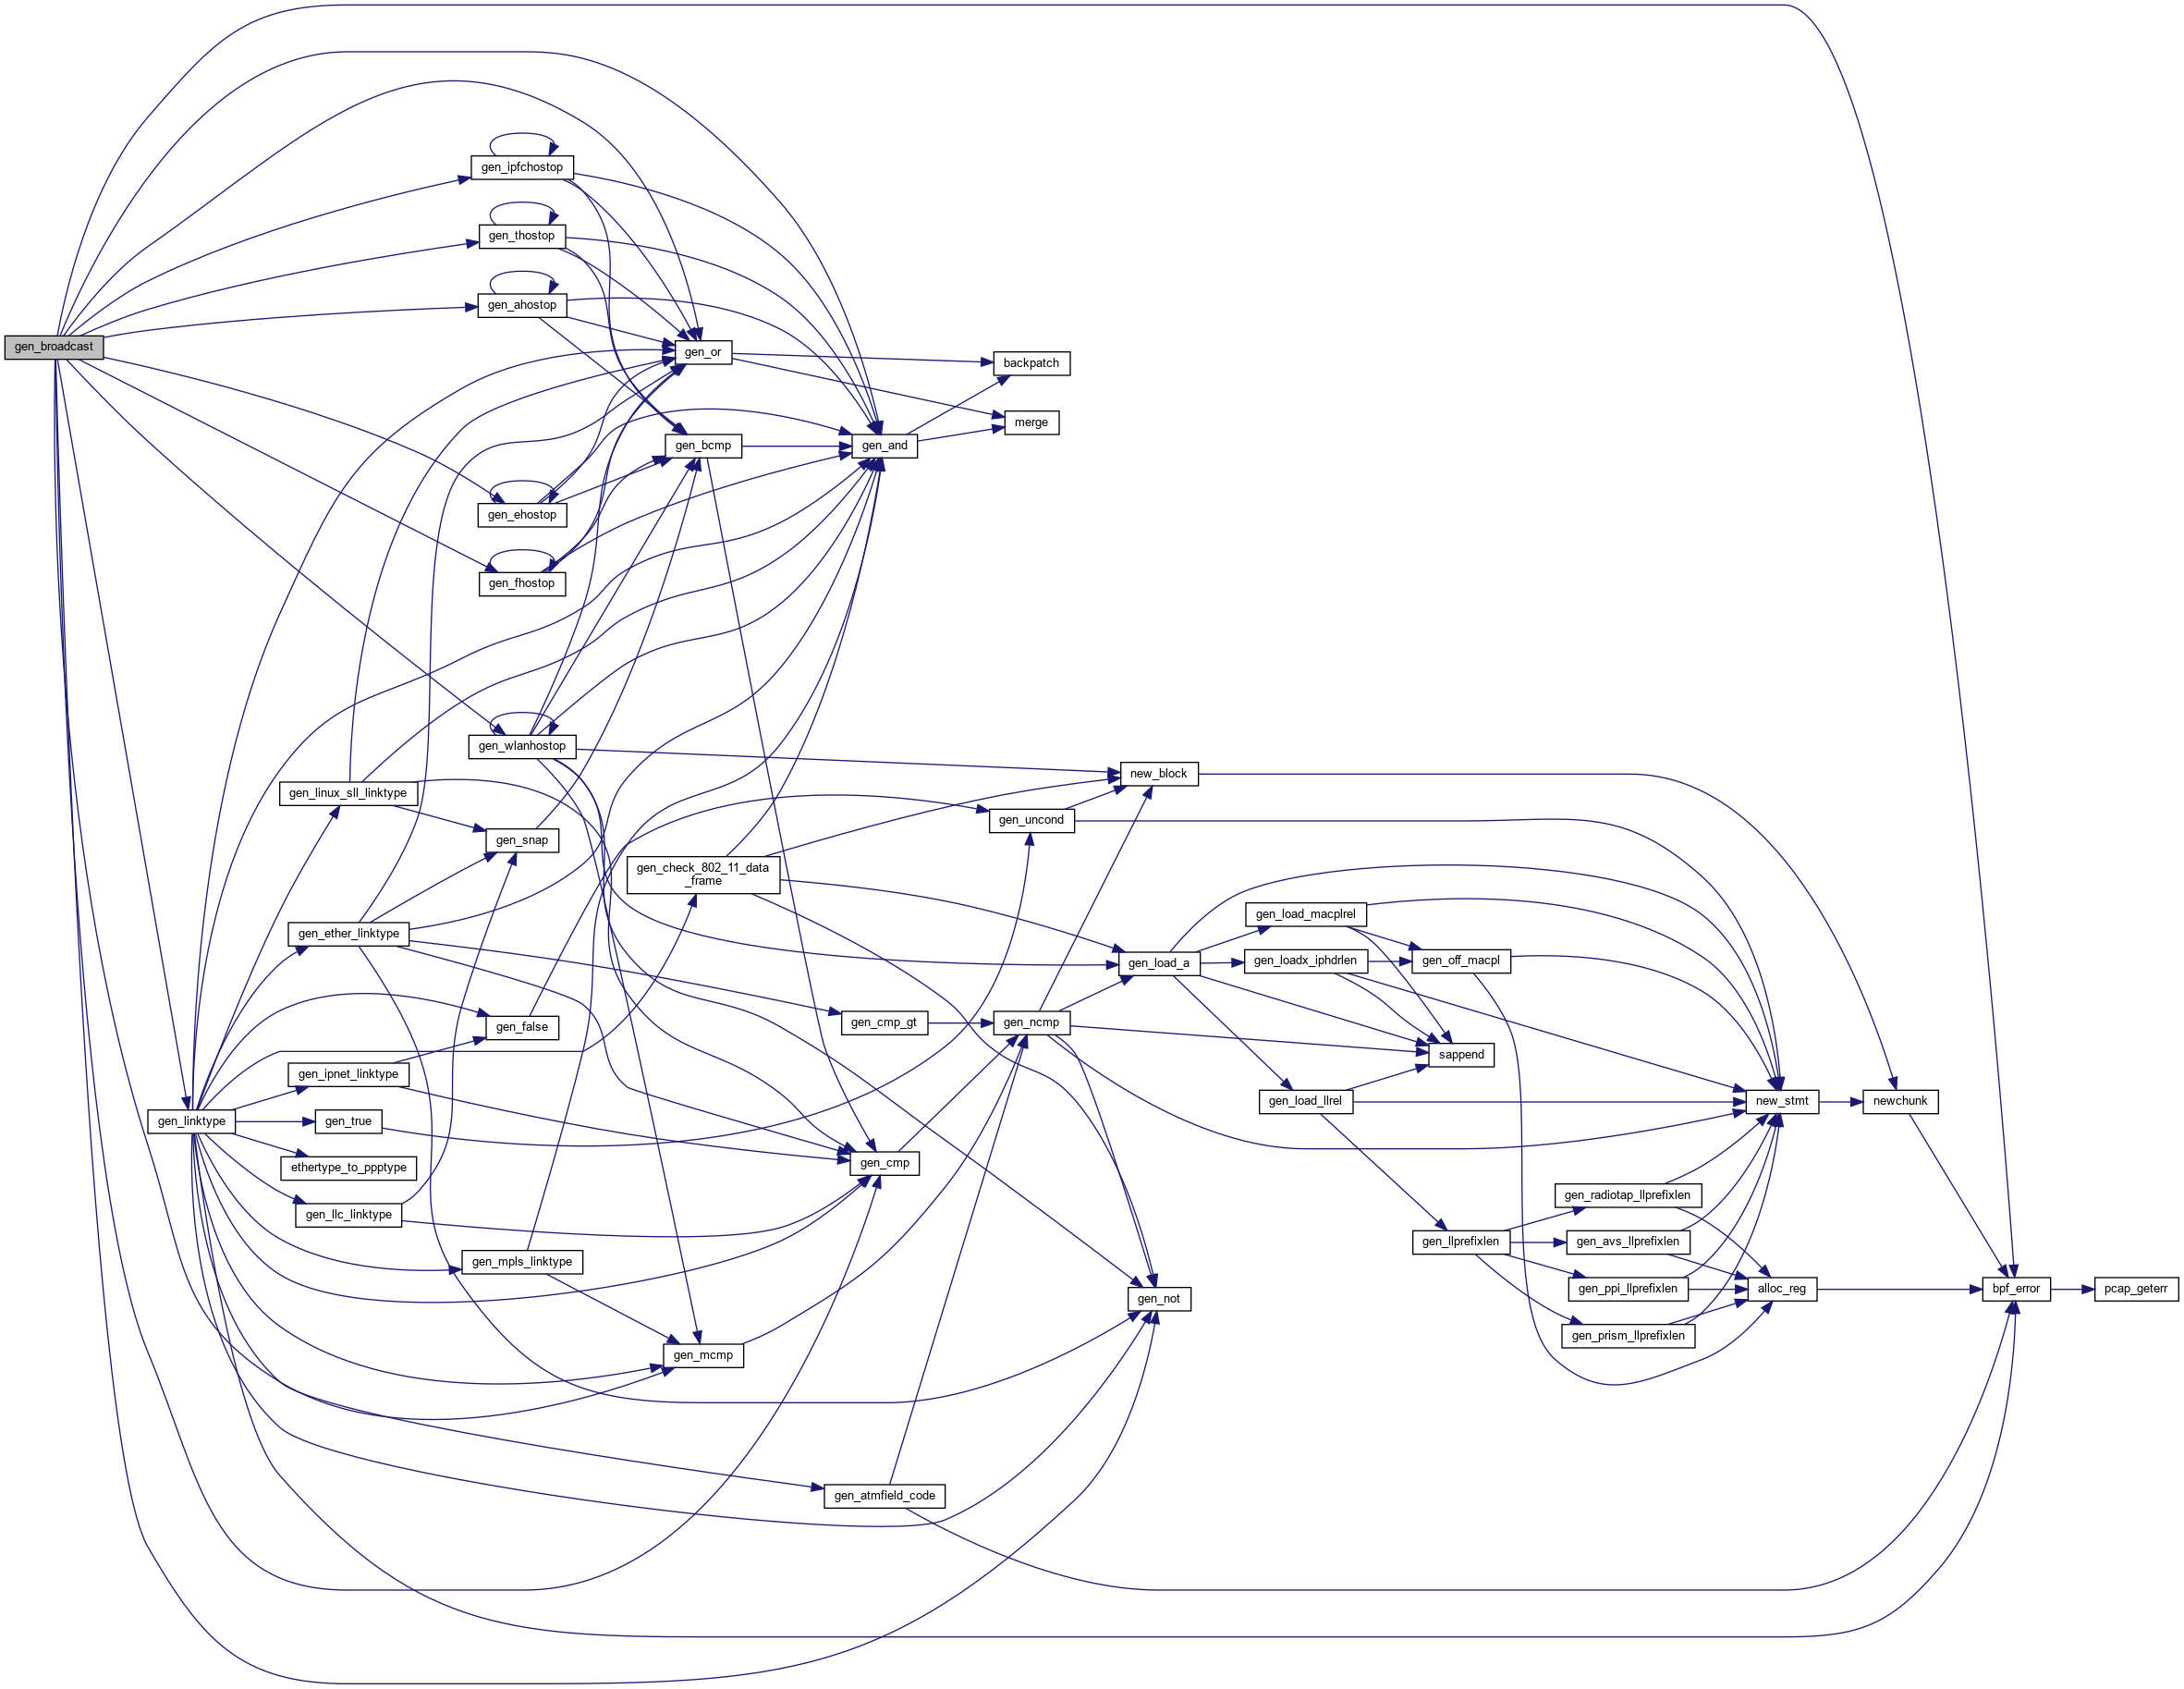 gen_broadcast
gen_ipfchostop
gen_thostop
gen_ahostop
gen_or
backpatch
merge
gen_bcmp
gen_and
gen_ehostop
gen_fhostop
gen_wlanhostop
new_block
gen_linux_sll_linktype
gen_uncond
gen_snap
gen_check_802_11_data
_frame
gen_load_macplrel
gen_ether_linktype
gen_load_a
gen_loadx_iphdrlen
gen_off_macpl
gen_false
gen_cmp_gt
gen_ncmp
sappend
gen_ipnet_linktype
gen_load_llrel
new_stmt
newchunk
gen_linktype
gen_true
ethertype_to_ppptype
gen_cmp
gen_llc_linktype
gen_radiotap_llprefixlen
gen_llprefixlen
gen_avs_llprefixlen
gen_mpls_linktype
gen_ppi_llprefixlen
alloc_reg
bpf_error
pcap_geterr
gen_not
gen_prism_llprefixlen
gen_mcmp
gen_atmfield_code